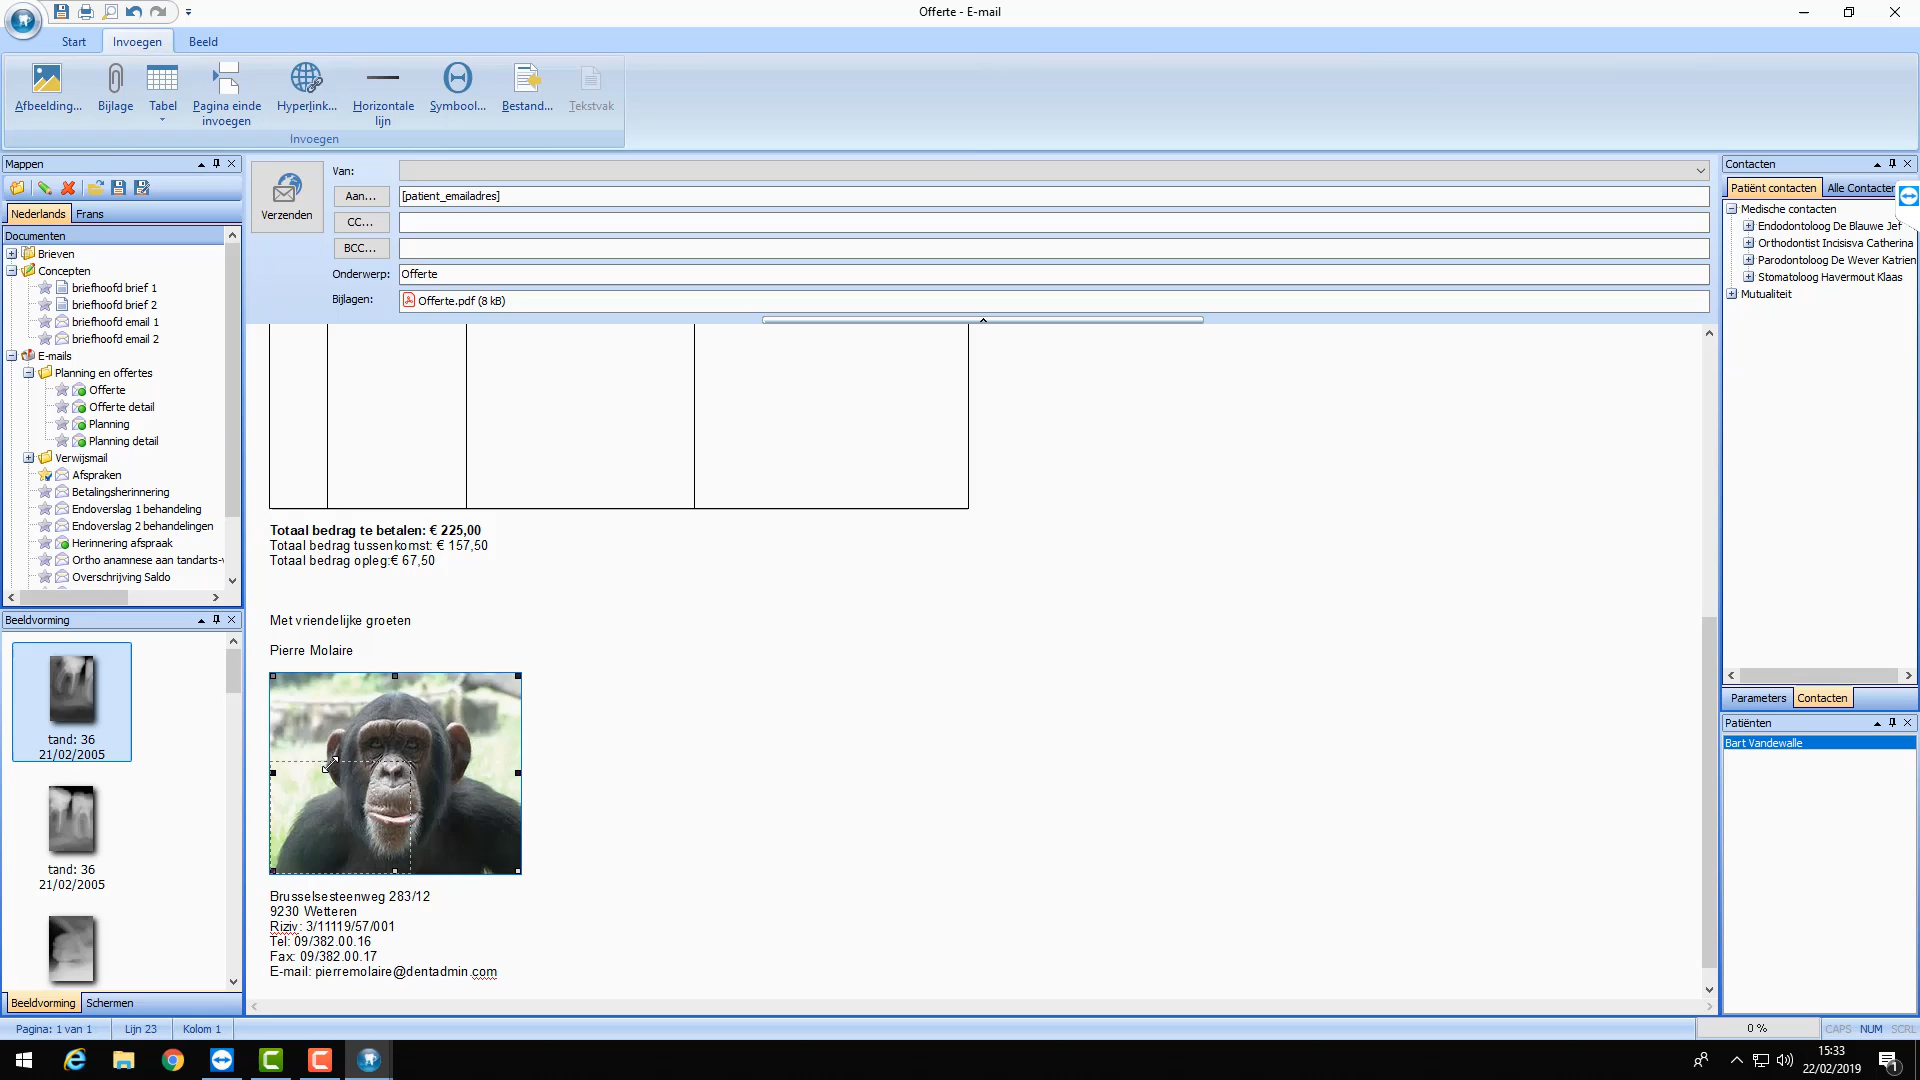 Offerte - E-mail
Start
Invoegen
Beeld
Afbeelding...
Bijlage
Tabel
Pagina einde
invoegen
Hyperlink...
Horizontale
lijn
Symbool...
Bestand...
Tekstvak
Invoegen
Mappen
Nederlands
Frans
Documenten
Brieven
Concepten
briefhoofd brief 1
briefhoofd brief 2
briefhoofd email 1
briefhoofd email 2
E-mails
Planning en offertes
Offerte
Offerte detail
Planning
Planning detail
Verwijsmail
Afspraken
Betalingsherinnering
Endoverslag 1 behandeling
Endoverslag 2 behandelingen
Herinnering afspraak
Ortho anamnese aan tandarts-v
Overschrijving Saldo
Beeldvorming
tand: 36
21/02/2005
tand: 36
21/02/2005
Beeldvorming
Schermen
Verzenden
Van:
Aan...
[patient_emailadres]
CC...
BCC...
Onderwerp:
Offerte
Bijlagen:
Offerte.pdf (8 kB)
Totaal bedrag te betalen: € 225,00
Totaal bedrag tussenkomst: € 157,50
Totaal bedrag opleg:€ 67,50
Met vriendelijke groeten
Pierre Molaire
Brusselsesteenweg 283/12
9230 Wetteren
Riziv: 3/11119/57/001
Tel: 09/382.00.16
Fax: 09/382.00.17
E-mail: pierremolaire@dentadmin.com
Contacten
Patiënt contacten
Alle Contacten
Medische contacten
Endodontoloog De Blauwe Jef
Orthodontist Incisisva Catherina
Parodontoloog De Wever Katrien
Stomatoloog Havermout Klaas
Mutualiteit
Parameters
Contacten
Patiënten
Bart Vandewalle
Pagina: 1 van 1
Lijn 23
Kolom 1
0 %
CAPS
NUM
SCRL
15:33
22/02/2019
1